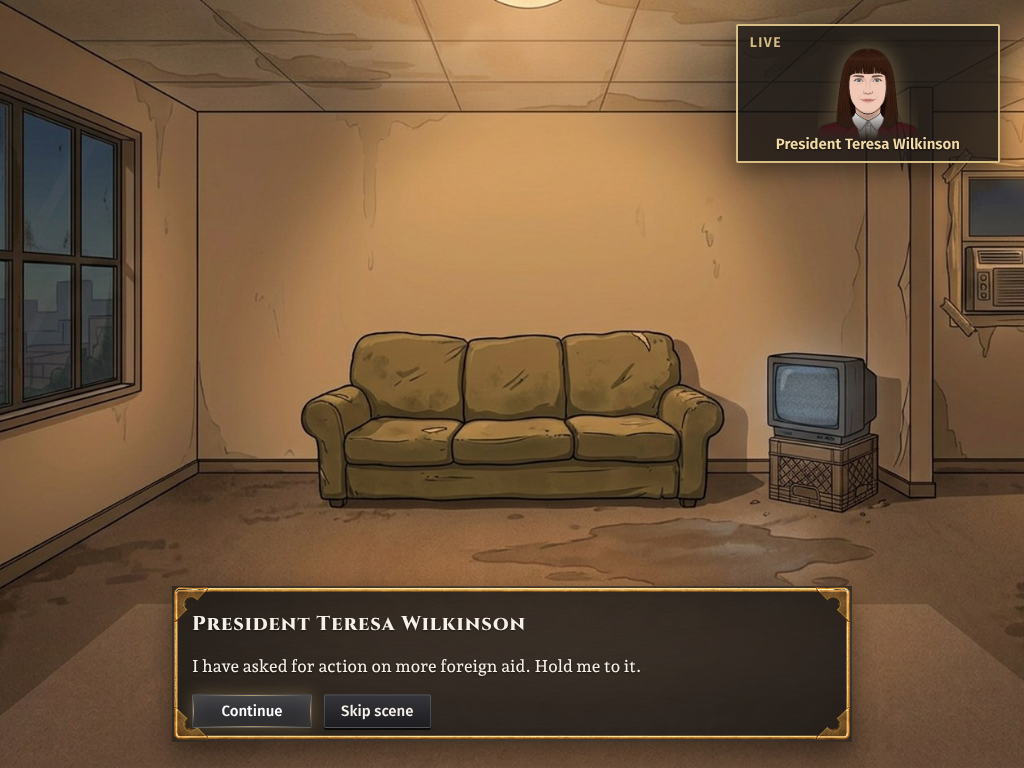 LIVE
President Teresa Wilkinson
President Teresa Wilkinson
I have asked for action on more foreign aid. Hold me to it.
Continue
Skip scene